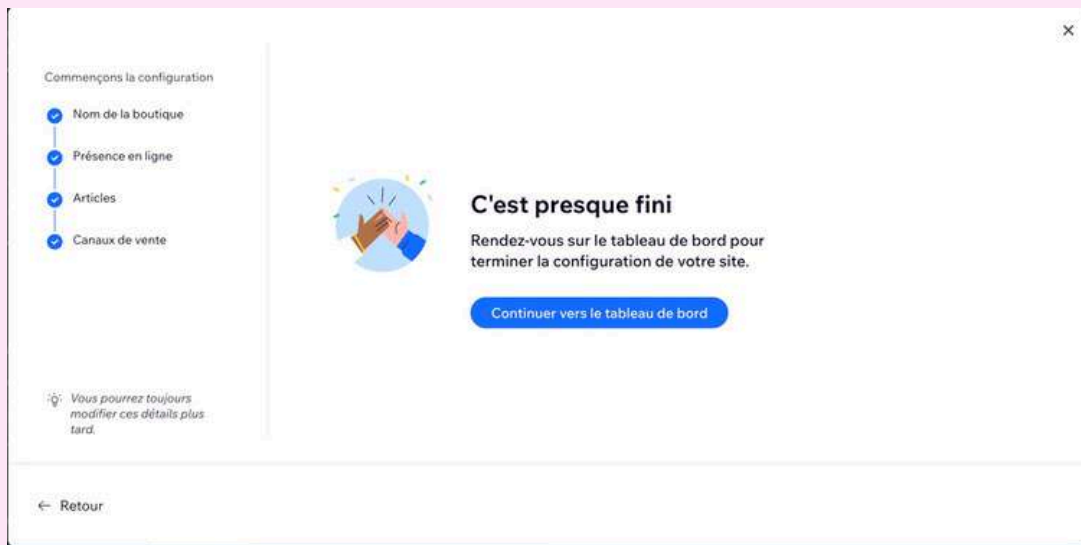 Commençons la configuration
Nom de la boutique
Présence en ligne
Articles
Canaux de vente
Vous pourrez toujours
modifier ces détails plus
tard.
C'est presque fini
Rendez-vous sur le tableau de bord pour
terminer la configuration de votre site.
Continuer vers le tableau de bord
Retour